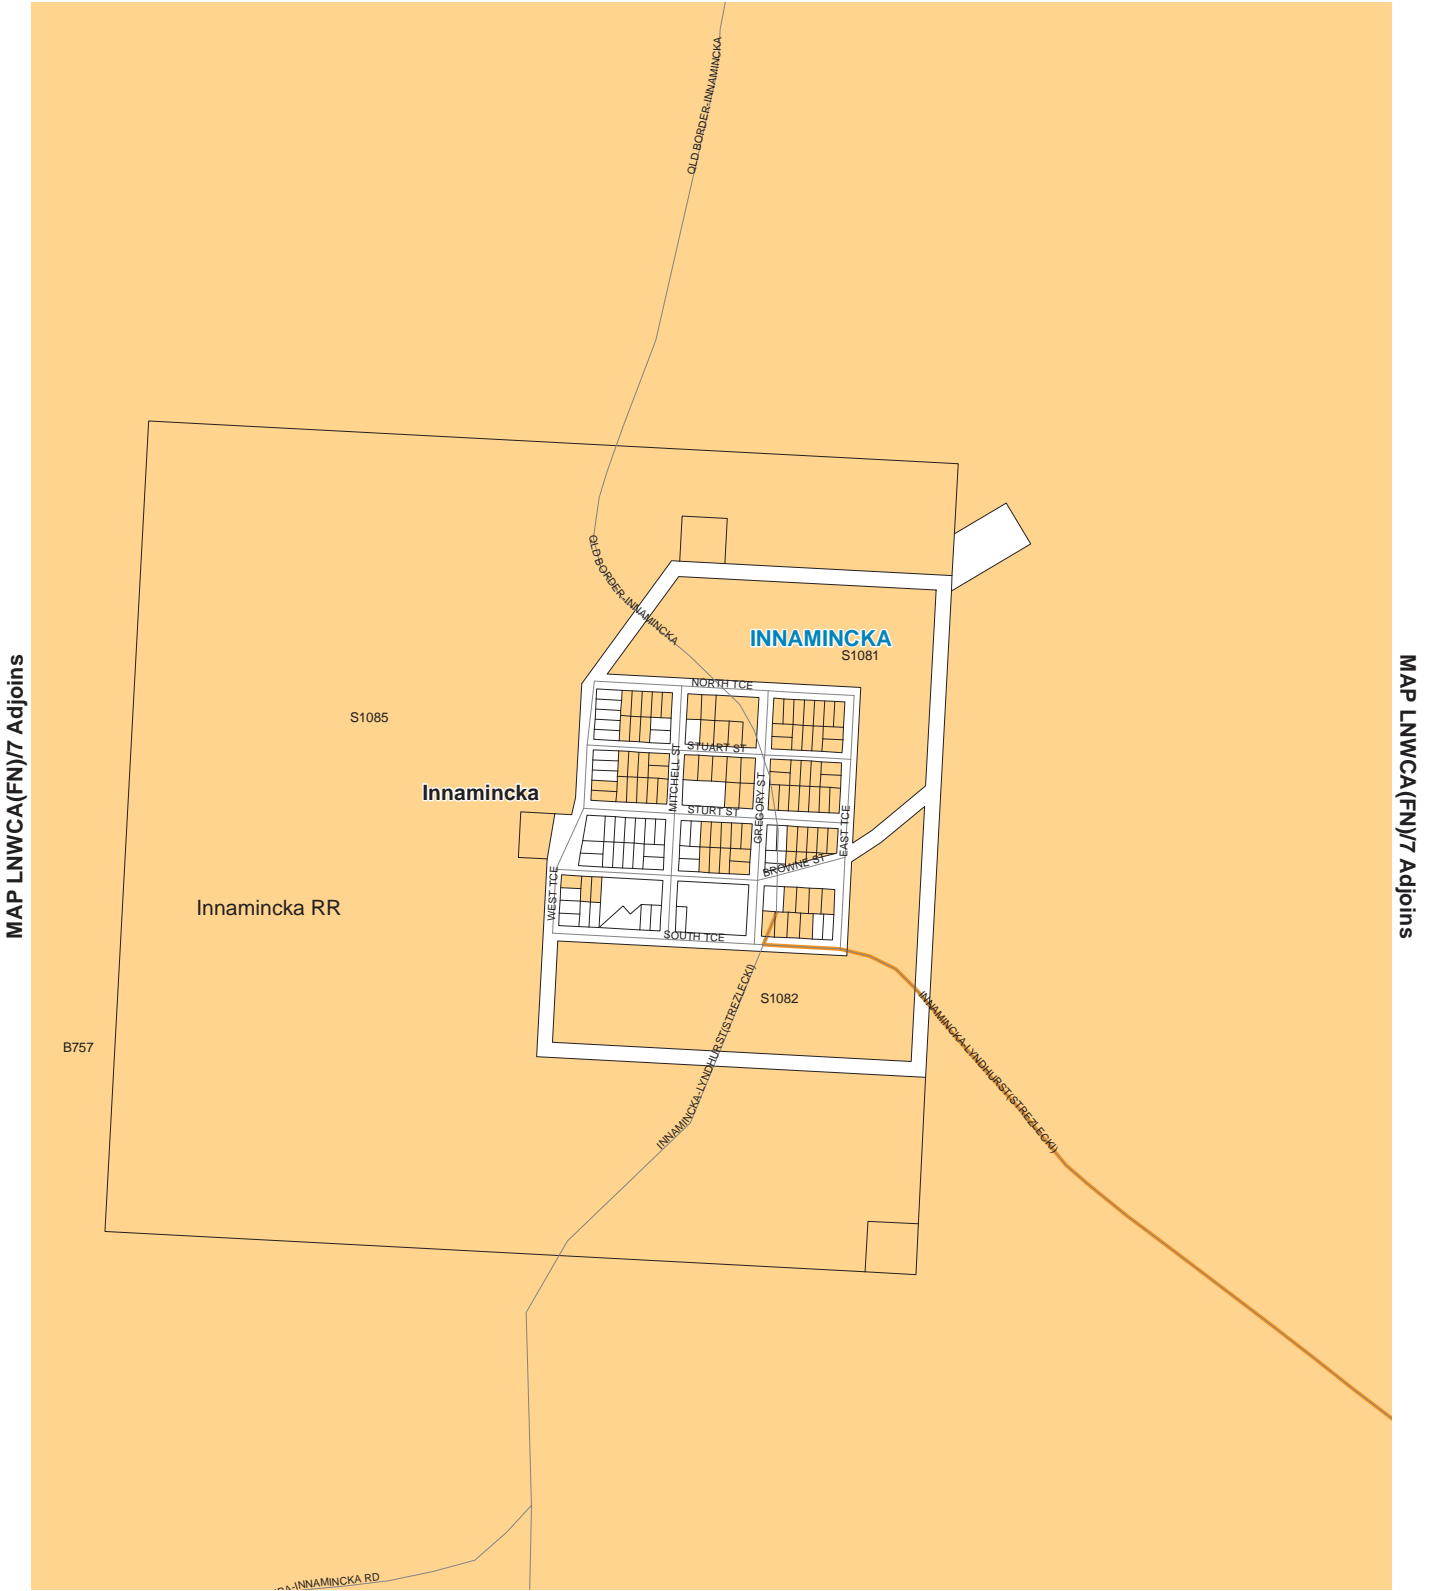 QLD BORDER-INNAMINCKA
QLD BORDER-INNAMINCKA
INNAMINCKA
S1081
NORTH TCE
S1085
STUART ST
MITCHELL ST
Innamincka
GREGORY ST
STURT ST
EAST TCE
BROWNE ST
WEST TCE
Innamincka RR
SOUTH TCE
MAP LNWCA(FN)/7 Adjoins
MAP LNWCA(FN)/7 Adjoins
S1082
INNAMINCKA-LYNDHURST(STREZLECKI)
INNAMINCKA-LYNDHURST(STREZLECKI)
B757
-INNAMINCKA RD